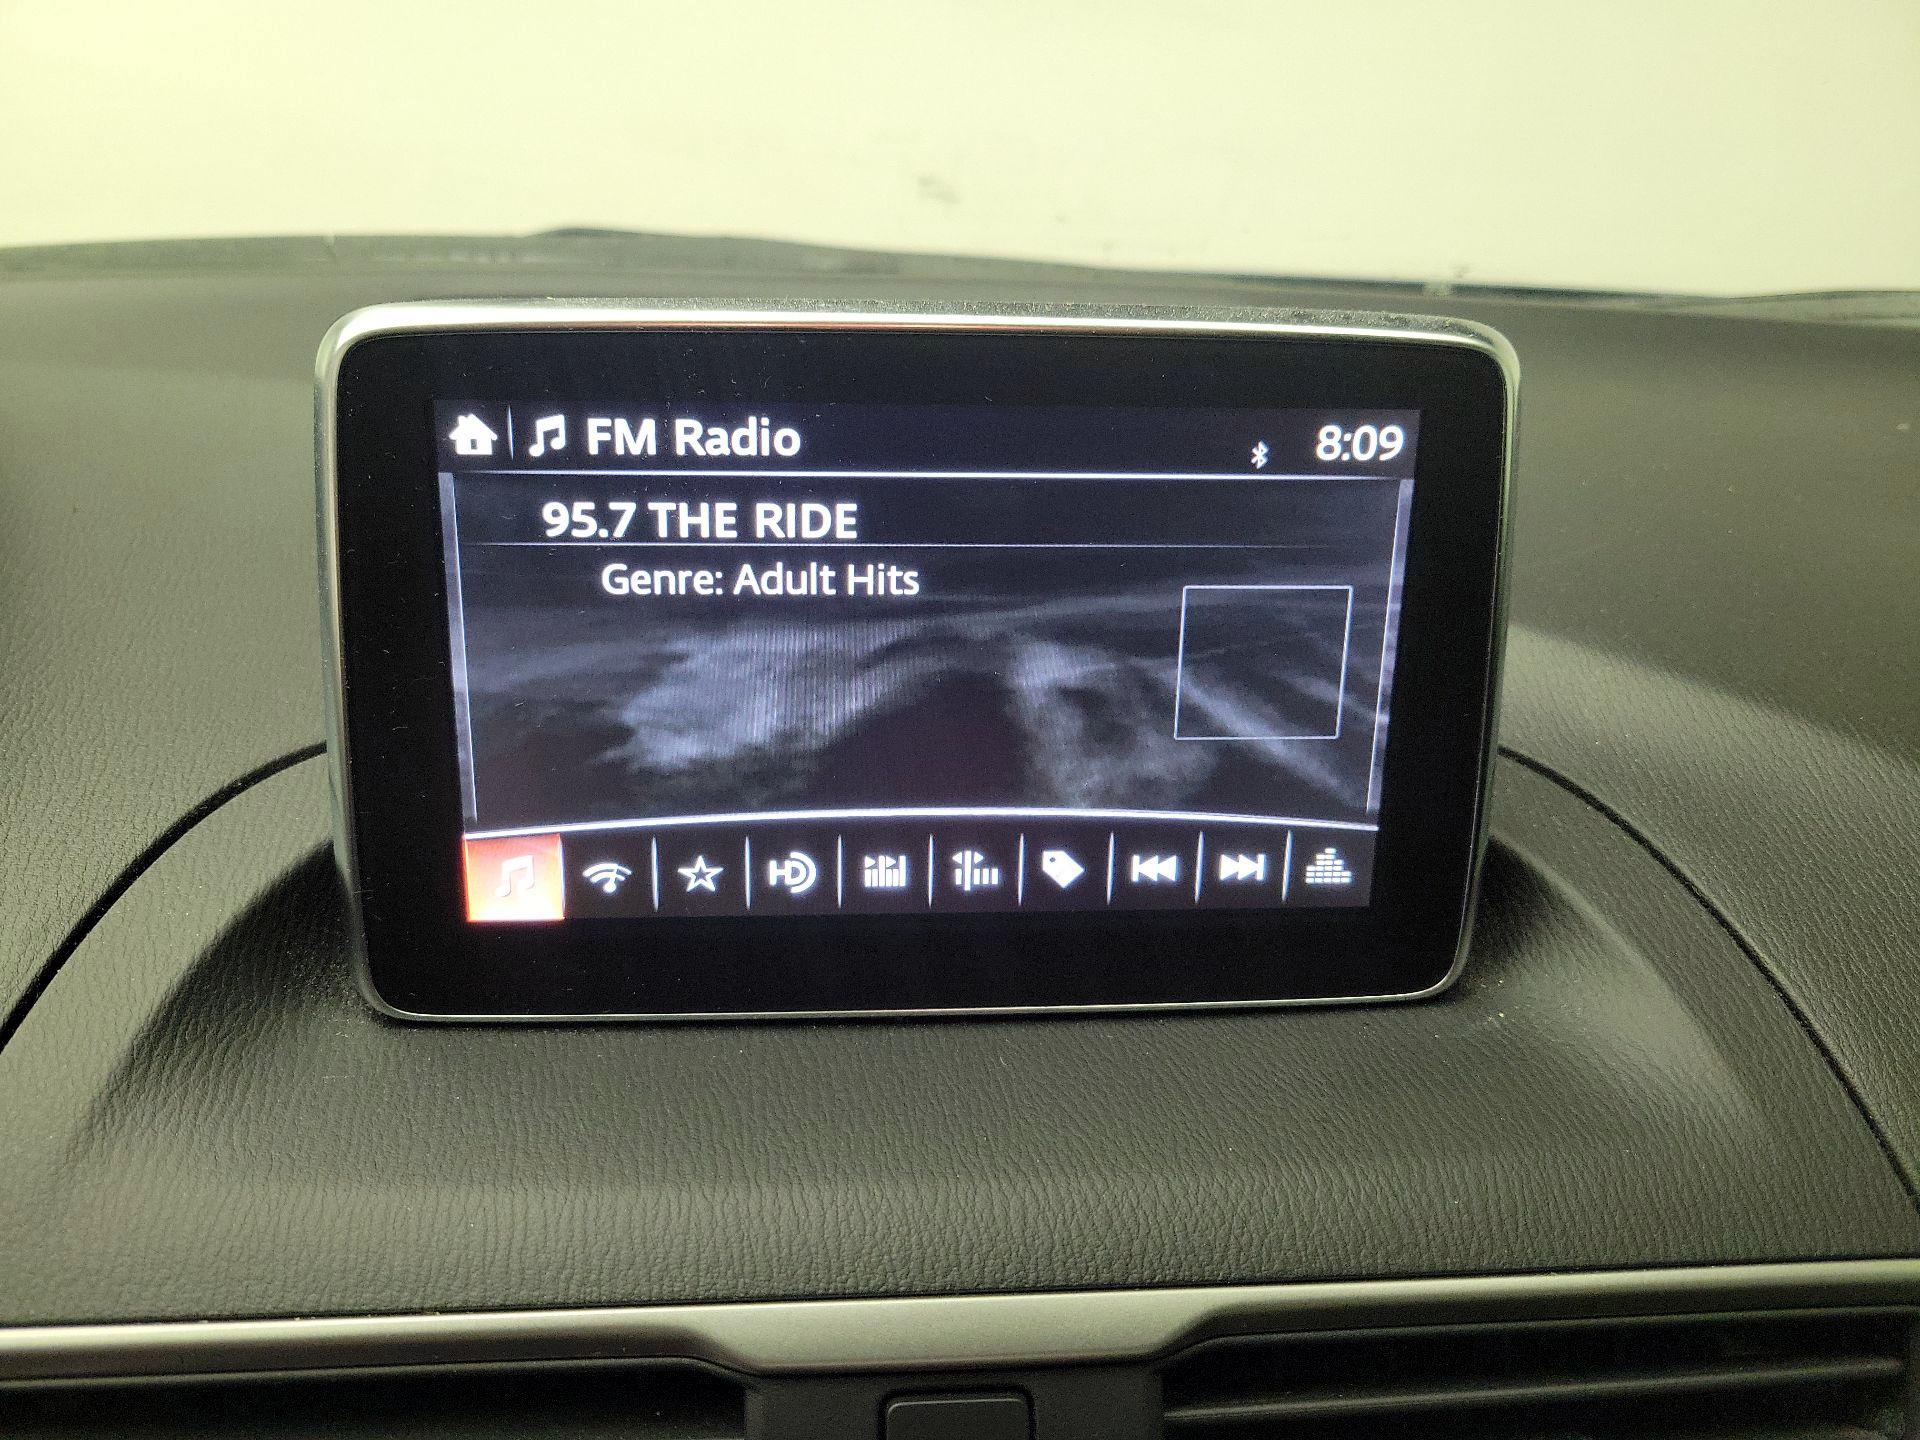 FM Radio
8:09
95.7 THE RIDE
Genre: Adult Hits
HD